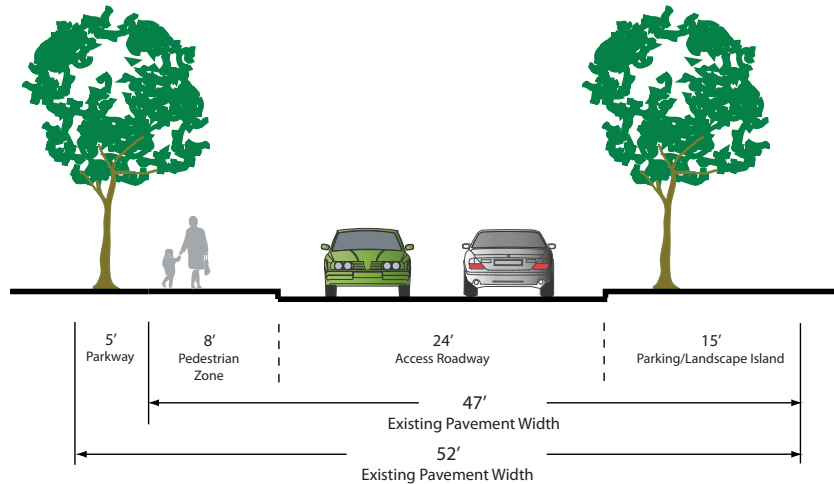 5’
Parkway
8’
Pedestrian
Zone
24’
Access Roadway
15’
Parking/Landscape Island
47’
Existing Pavement Width
52’
Existing Pavement Width